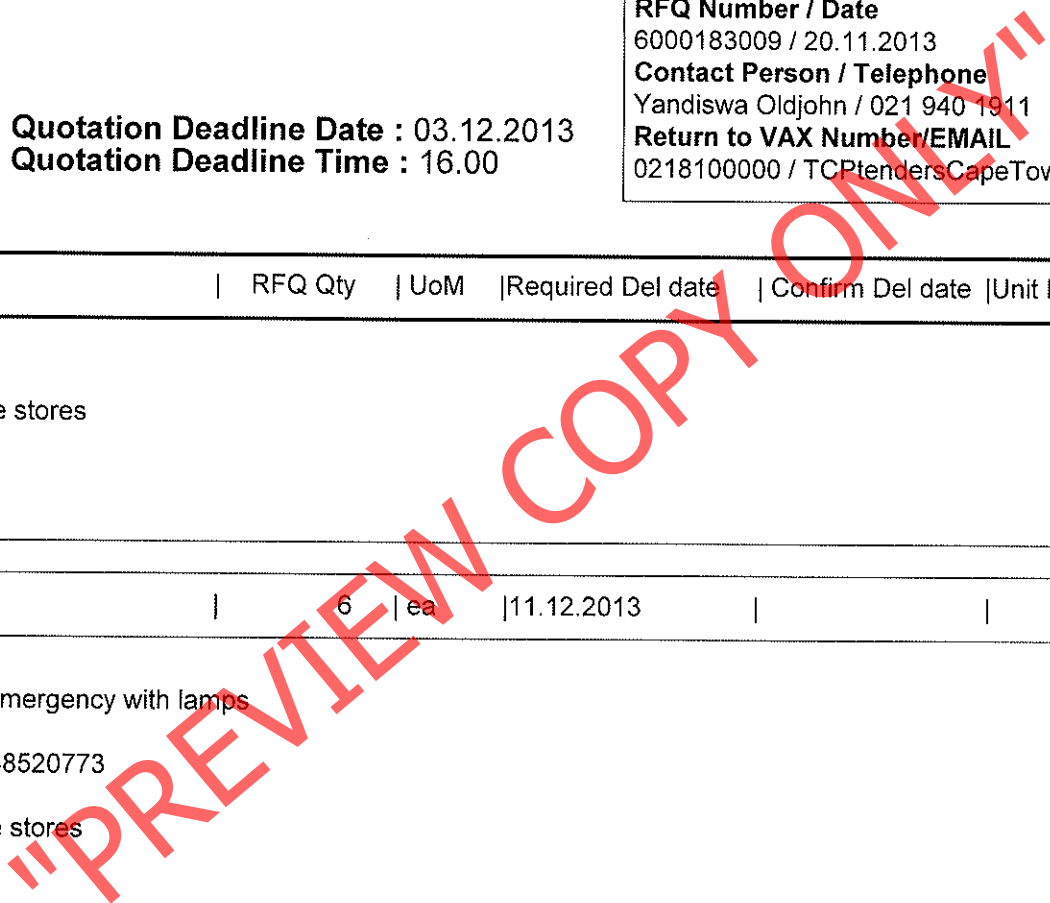 RFQ Number / Date
6000183009 / 20.11.2013
Contact Person / Telephone
Yandiswa Oldjohn / 021 940 1911
Return to VAX Number/EMAIL
0218100000 / TCPtendersCapeTow
Quotation Deadline Date : 03.12.2013
Quotation Deadline Time : 16.00
| RFQ Qty | UoM |Required Del date | Confirm Del date |Unit
e stores
| 6 | ea |11.12.2013 | |
mergency with lamps
8520773
stores
"PREVIEW COPY ONLY"